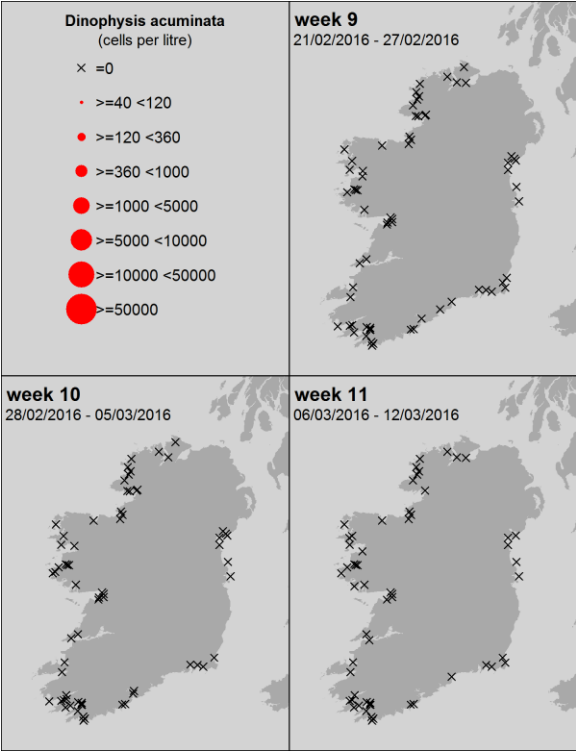 Dinophysis acuminata
(cells per litre)
=0
>=40 <120
>=120 <360
>=360 <1000
>=1000 <5000
>=5000 <10000
>=10000 <50000
>=50000
week 9
21/02/2016 - 27/02/2016
week 10
28/02/2016 - 05/03/2016
week 11
06/03/2016 - 12/03/2016